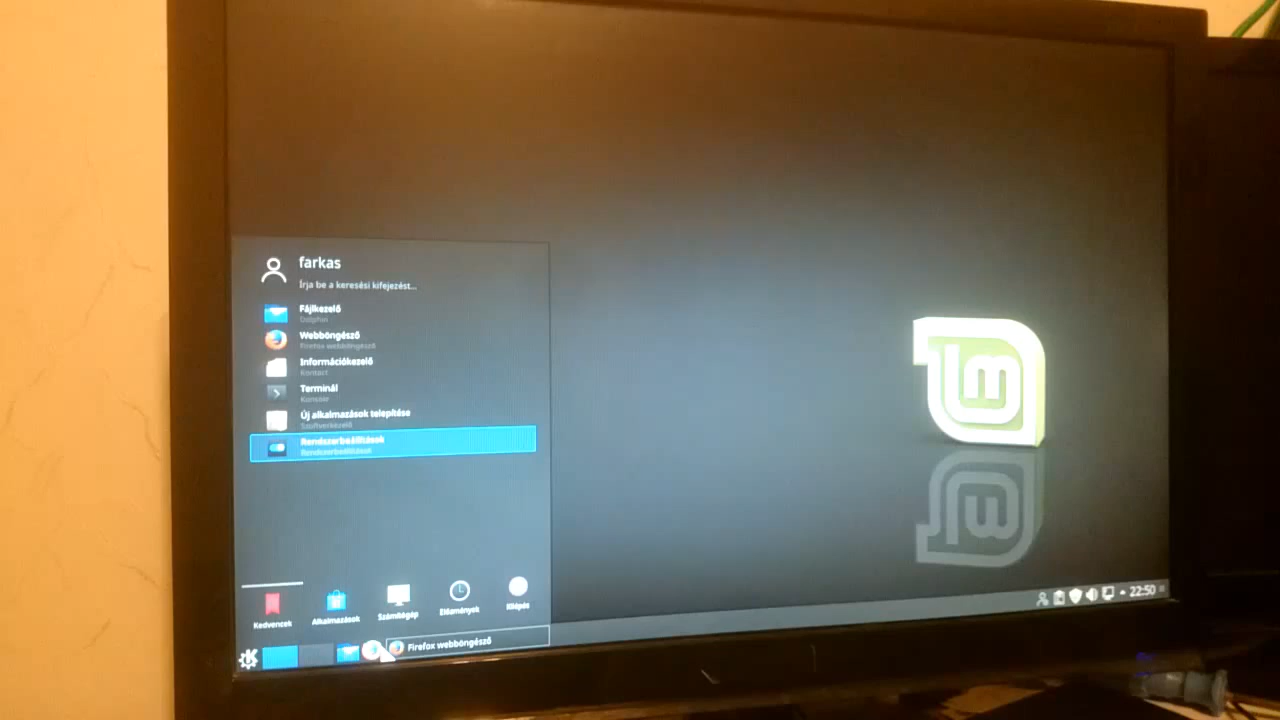 farkas
Írja be a keresési kifejezést...
Fájlkezelő
Dolphin
Webböngésző
Firefox webböngésző
Információkezelő
Kontact
Terminál
Konsole
Új alkalmazások telepítése
Szoftverkezelő
Rendszerbeállítások
Rendszerbeállítások
Kedvencek
Alkalmazások
Számítógép
Előzmények
Kilépés
Firefox webböngésző
22:50
lm